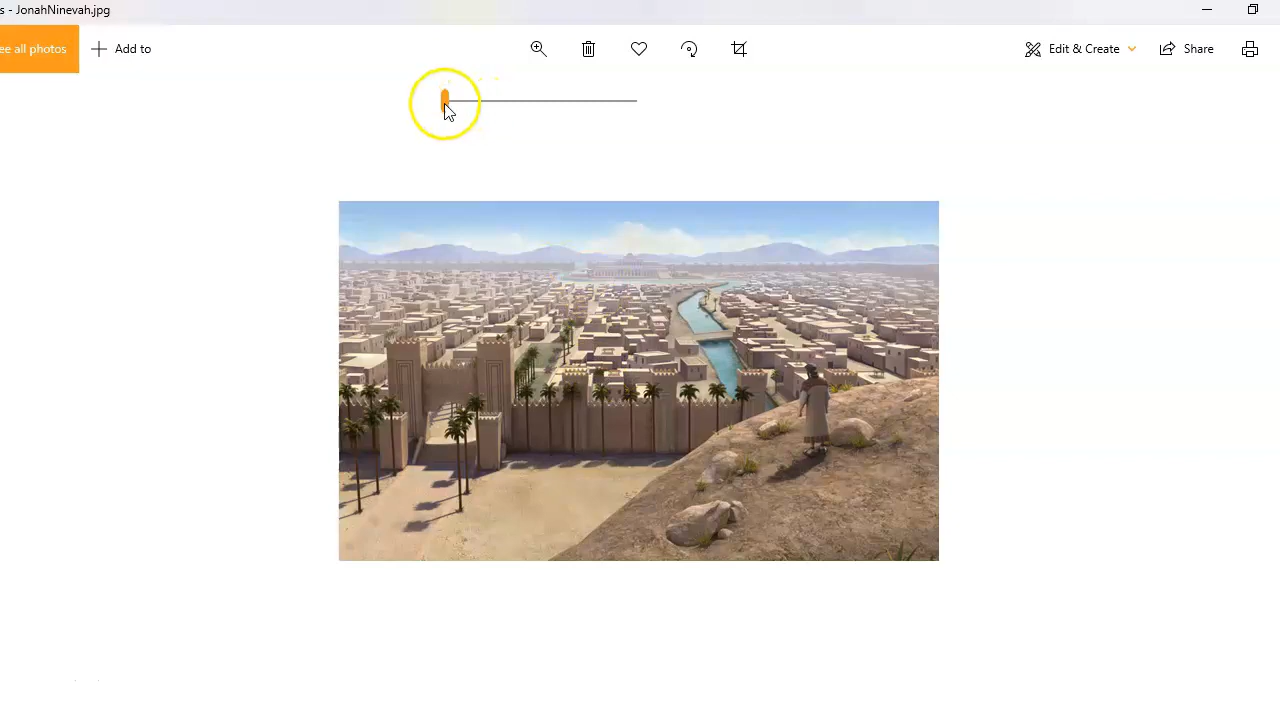 s - JonahNinevah.jpg
ee all photos
Add to
Edit & Create
Share